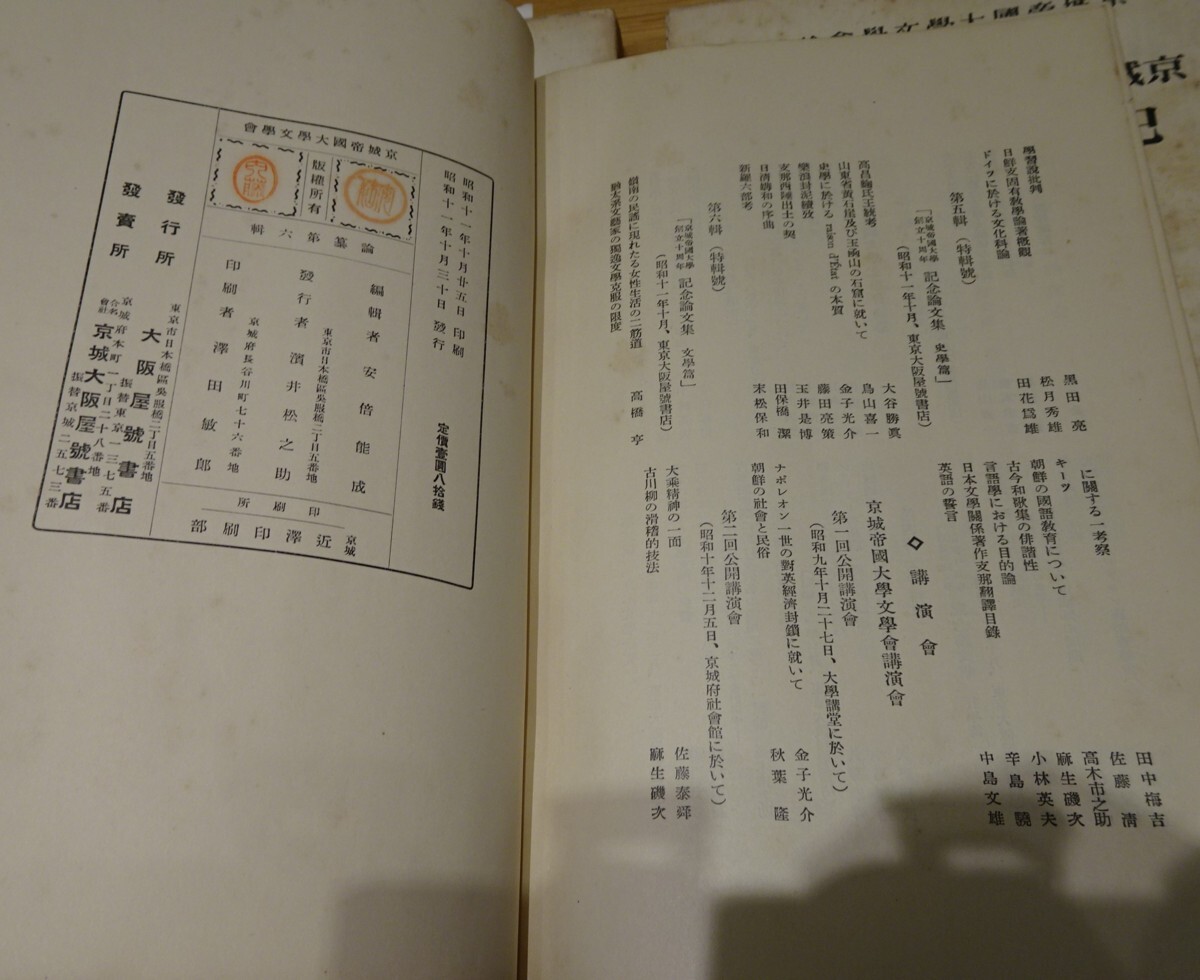 學習說批判
黑田 亮
日鮮支固有敎學論著槪觀
松月秀雄
ドイツに於ける文化科論
田花爲雄
第五輯 (特輯號)
「京城帝國大學創立十周年 記念論文集 史學篇」
(昭和十一年十月、東京大阪屋號書店)
高昌麴氏王統考
大谷勝眞
山東省黃石崖及び玉函山の石窟に就いて
鳥山喜一
史學に於ける raison d'État の本質
金子光介
樂浪封泥續攷
藤田亮策
支那西陲出土の契
玉井是博
日淸媾和の序曲
田保橋 潔
新羅六部考
末松保和
第六輯 (特輯號)
「京城帝國大學創立十周年 記念論文集 文學篇」
(昭和十一年十月、東京大阪屋號書店)
嶺南の民謠に現れたる女性生活の二筋道
高橋 亨
猶太系文藝家の獨逸文學克服の限度
田中梅吉
キーツに關する一考察
佐藤 淸
朝鮮の國語敎育について
高木市之助
古今和歌集の俳諧性
麻生磯次
言語學における目的論
小林英夫
日本文學關係著作支那飜譯目錄
辛島 驍
英語の誓言
中島文雄
◇ 講演會
京城帝國大學文學會講演會
第一回公開講演會
(昭和九年十月二十七日、大學講堂に於いて)
ナポレオン一世の對英經濟封鎖に就いて
金子光介
朝鮮の社會と民俗
秋葉 隆
第二回公開講演會
(昭和十年十二月五日、京城府社會館に於いて)
大乘精神の一面
佐藤泰舜
古川柳の滑稽的技法
麻生磯次
昭和十一年十月廿五日 印刷
昭和十一年十月三十日 發行
定價壹圓八拾錢
京城帝國大學文學會
版權所有
論纂第六輯
編輯者 安倍能成
東京市日本橋區吳服橋二丁目五番地
發行者 濱井松之助
京城府長谷川町七十六番地
印刷者 澤田敏郎
印刷所
京城 近澤印刷部
東京市日本橋區吳服橋二丁目五番地
發行所 大阪屋號書店
振替東京一三七五番
京城府本町一丁目二十八番地
發賣所 合名會社 京城大阪屋號書店
振替京城二五七三番
京城